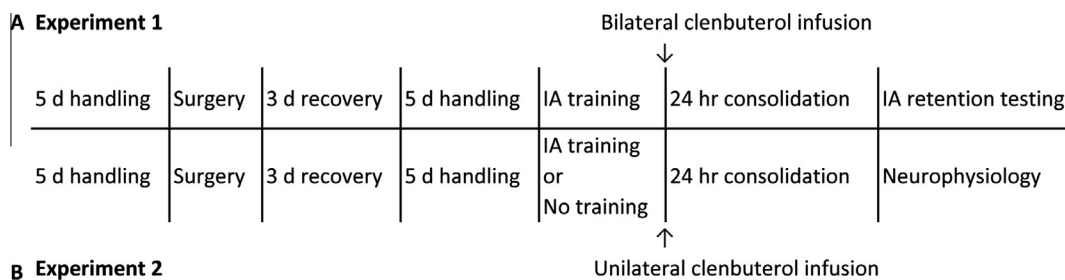 A Experiment 1
Bilateral clenbuterol infusion
↓
5 d handling Surgery 3 d recovery 5 d handling IA training 24 hr consolidation IA retention testing
IA training
5 d handling Surgery 3 d recovery 5 d handling or 24 hr consolidation Neurophysiology
No training
↑
B Experiment 2
Unilateral clenbuterol infusion